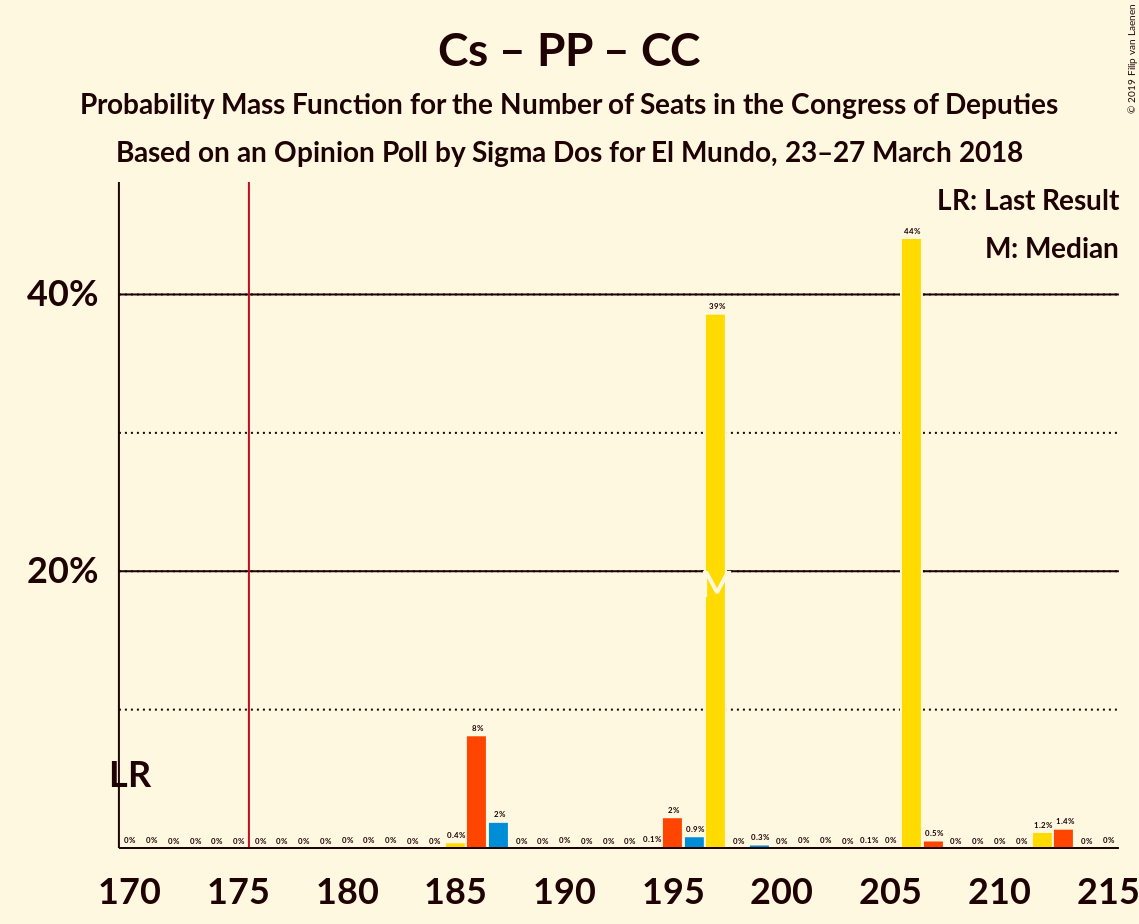 Cs – PP – CC
Probability Mass Function for the Number of Seats in the Congress of Deputies
Based on an Opinion Poll by Sigma Dos for El Mundo, 23–27 March 2018
© 2019 Filip van Laenen
LR: Last Result
M: Median
44%
40%
39%
20%
M
8%
LR
2%
2%
1.4%
1.2%
0% 0% 0% 0% 0% 0% 0% 0% 0% 0% 0% 0% 0% 0% 0% 0.4% 0% 0% 0% 0% 0% 0% 0.1% 0.9% 0% 0.3% 0% 0% 0% 0% 0.1% 0% 0.5% 0% 0% 0% 0% 0% 0%
170 175 180 185 190 195 200 205 210 215